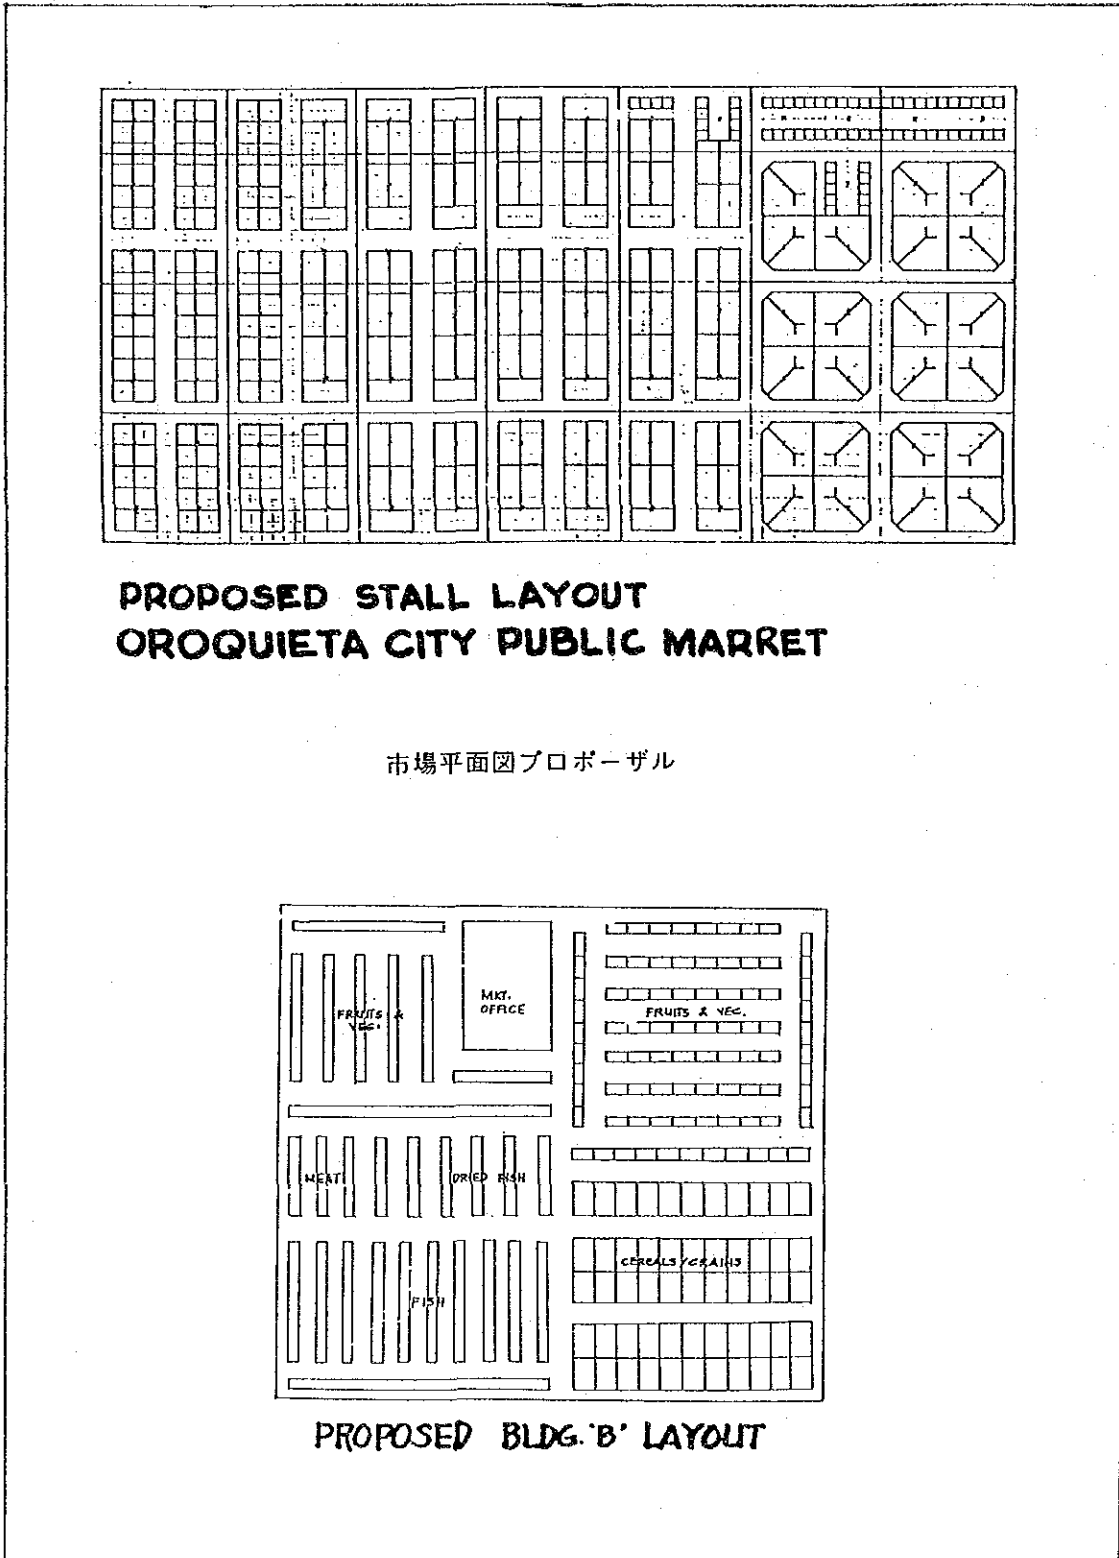 PROPOSED STALL LAYOUT
OROQUIETA CITY PUBLIC MARRET
市場平面図プロポーザル
FRUITS &
VEG.
MKT.
OFFICE
FRUITS & VEG.
MEAT
DRIED FISH
CEREALS/GRAINS
FISH
PROPOSED BLDG. 'B' LAYOUT